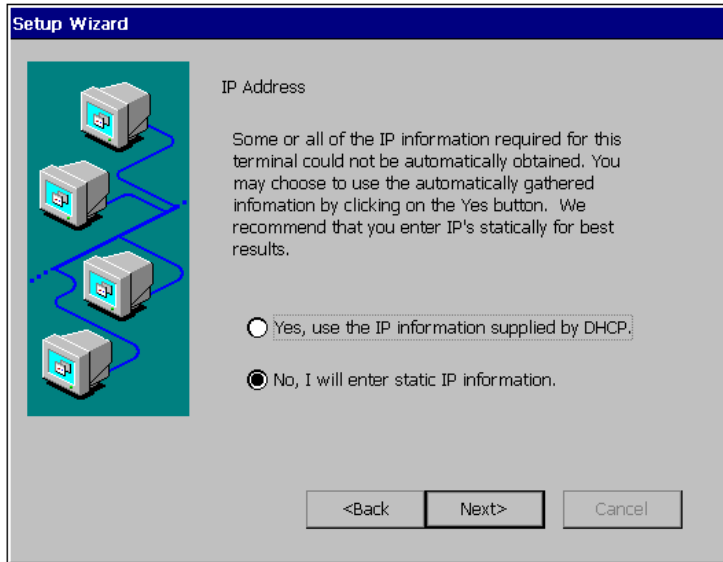 Setup Wizard
IP Address
Some or all of the IP information required for this
terminal could not be automatically obtained. You
may choose to use the automatically gathered
infomation by clicking on the Yes button. We
recommend that you enter IP's statically for best
results.
Yes, use the IP information supplied by DHCP.
No, I will enter static IP information.
<Back
Next>
Cancel